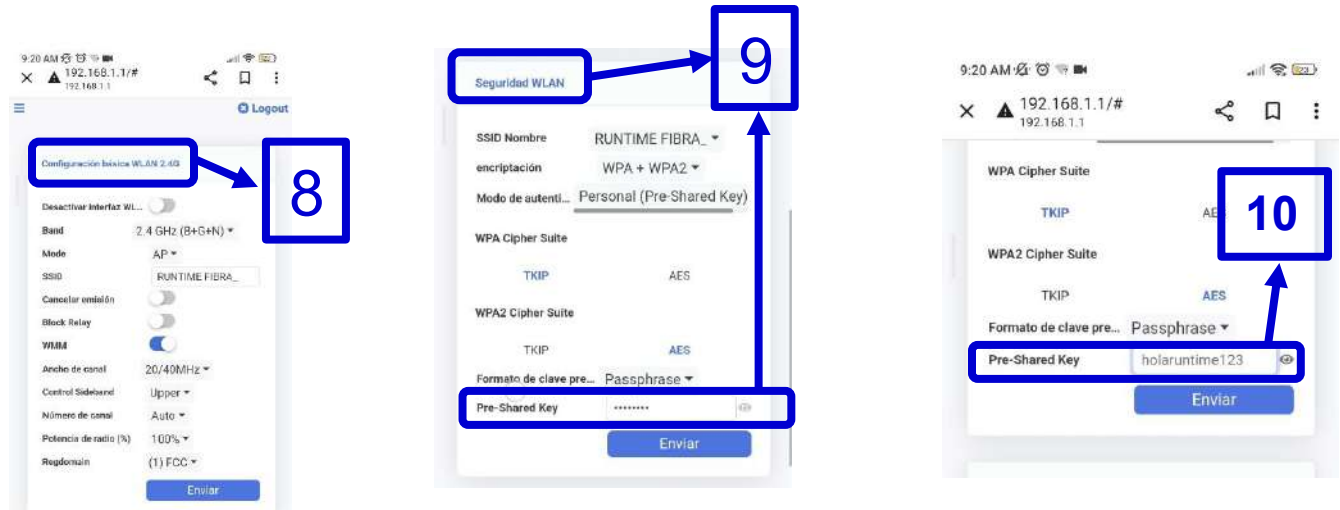 9:20 AM
192.168.1.1/#
192.168.1.1
Logout
Configuración básica WLAN 2.4G
8
Desactivar interfaz WL...
Band 2.4 GHz (B+G+N)
Mode AP
SSID RUNTIME FIBRA_
Cancelar emisión
Block Relay
WMM
Ancho de canal 20/40MHz
Control Sideband Upper
Número de canal Auto
Potencia de radio (%) 100%
Regdomain (1) FCC
Enviar
9
Seguridad WLAN
SSID Nombre RUNTIME FIBRA_
encriptación WPA + WPA2
Modo de autenti... Personal (Pre-Shared Key)
WPA Cipher Suite
TKIP AES
WPA2 Cipher Suite
TKIP AES
Formato de clave pre... Passphrase
Pre-Shared Key ········
Enviar
9:20 AM
192.168.1.1/#
192.168.1.1
WPA Cipher Suite
TKIP AES
10
WPA2 Cipher Suite
TKIP AES
Formato de clave pre... Passphrase
Pre-Shared Key holaruntime123
Enviar